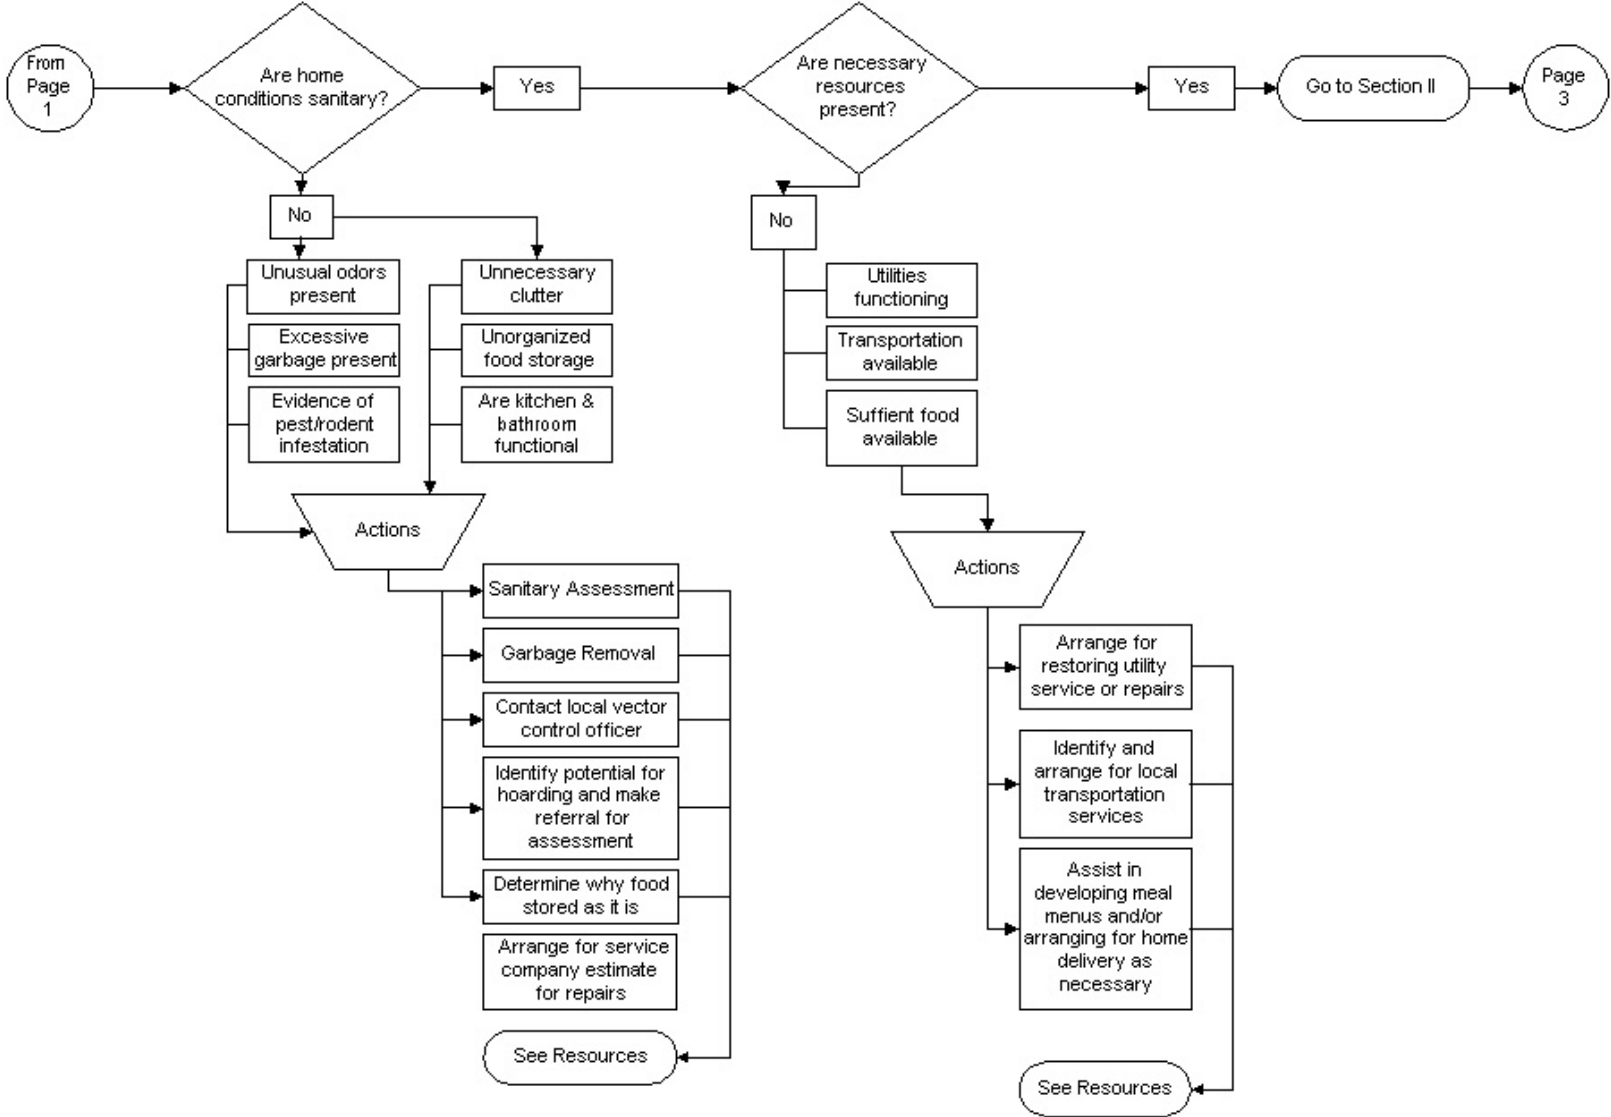 From
Page
1
Are home
conditions sanitary?
Yes
Are necessary
resources
present?
Yes
Go to Section II
Page
3
No
Unusual odors
present
Excessive
garbage present
Evidence of
pest/rodent
infestation
Unnecessary
clutter
Unorganized
food storage
Are kitchen &
bathroom
functional
Actions
Sanitary Assessment
Garbage Removal
Contact local vector
control officer
Identify potential for
hoarding and make
referral for
assessment
Determine why food
stored as it is
Arrange for service
company estimate
for repairs
See Resources
No
Utilities
functioning
Transportation
available
Suffient food
available
Actions
Arrange for
restoring utility
service or repairs
Identify and
arrange for local
transportation
services
Assist in
developing meal
menus and/or
arranging for home
delivery as
necessary
See Resources